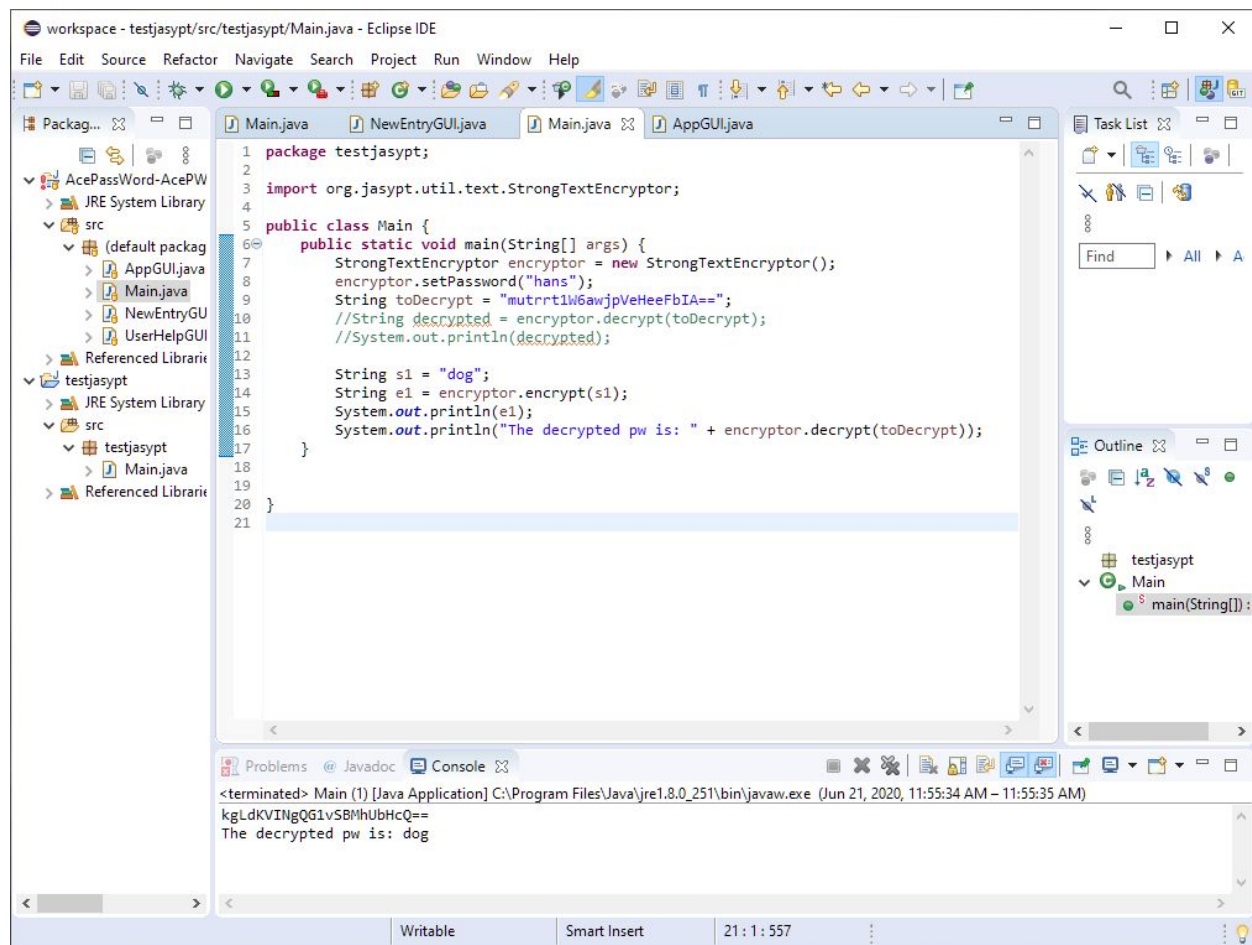 workspace - testjasypt/src/testjasypt/Main.java - Eclipse IDE
File Edit Source Refactor Navigate Search Project Run Window Help
Packag...
AcePassWord-AcePW
JRE System Library
src
(default packag
AppGUI.java
Main.java
NewEntryGU
UserHelpGUI
Referenced Librarie
testjasypt
JRE System Library
src
testjasypt
Main.java
Referenced Librarie
Main.java NewEntryGUI.java Main.java AppGUI.java
1 package testjasypt;
2
3 import org.jasypt.util.text.StrongTextEncryptor;
4
5 public class Main {
6 public static void main(String[] args) {
7 StrongTextEncryptor encryptor = new StrongTextEncryptor();
8 encryptor.setPassword("hans");
9 String toDecrypt = "mutrrt1W6awjpVeHeeFbIA==";
10 //String decrypted = encryptor.decrypt(toDecrypt);
11 //System.out.println(decrypted);
12
13 String s1 = "dog";
14 String e1 = encryptor.encrypt(s1);
15 System.out.println(e1);
16 System.out.println("The decrypted pw is: " + encryptor.decrypt(toDecrypt));
17 }
18
19
20 }
21
Task List
Find All A
Outline
testjasypt
Main
main(String[]) :
Problems @ Javadoc Console
<terminated> Main (1) [Java Application] C:\Program Files\Java\jre1.8.0_251\bin\javaw.exe (Jun 21, 2020, 11:55:34 AM – 11:55:35 AM)
kgLdKVINgQG1vSBMhUbHcQ==
The decrypted pw is: dog
Writable Smart Insert 21 : 1 : 557